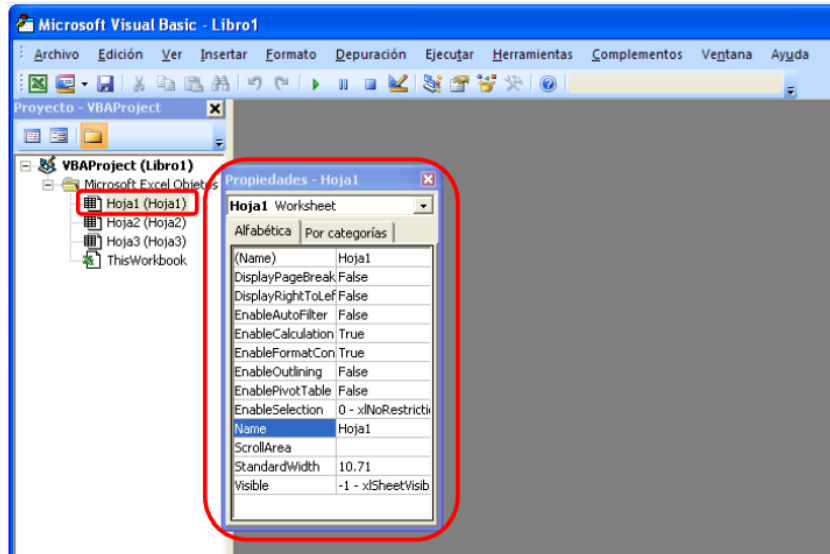 Microsoft Visual Basic - Libro1
Archivo Edición Ver Insertar Formato Depuración Ejecutar Herramientas Complementos Ventana Ayuda
Proyecto - VBAProject
VBAProject (Libro1)
Microsoft Excel Objetos
Hoja1 (Hoja1)
Hoja2 (Hoja2)
Hoja3 (Hoja3)
ThisWorkbook
Propiedades - Hoja1
Hoja1 Worksheet
Alfabética Por categorías
(Name) Hoja1
DisplayPageBreak False
DisplayRightToLef False
EnableAutoFilter False
EnableCalculation True
EnableFormatCon True
EnableOutlining False
EnablePivotTable False
EnableSelection 0 - xlNoRestricti
Name Hoja1
ScrollArea
StandardWidth 10.71
Visible -1 - xlSheetVisib